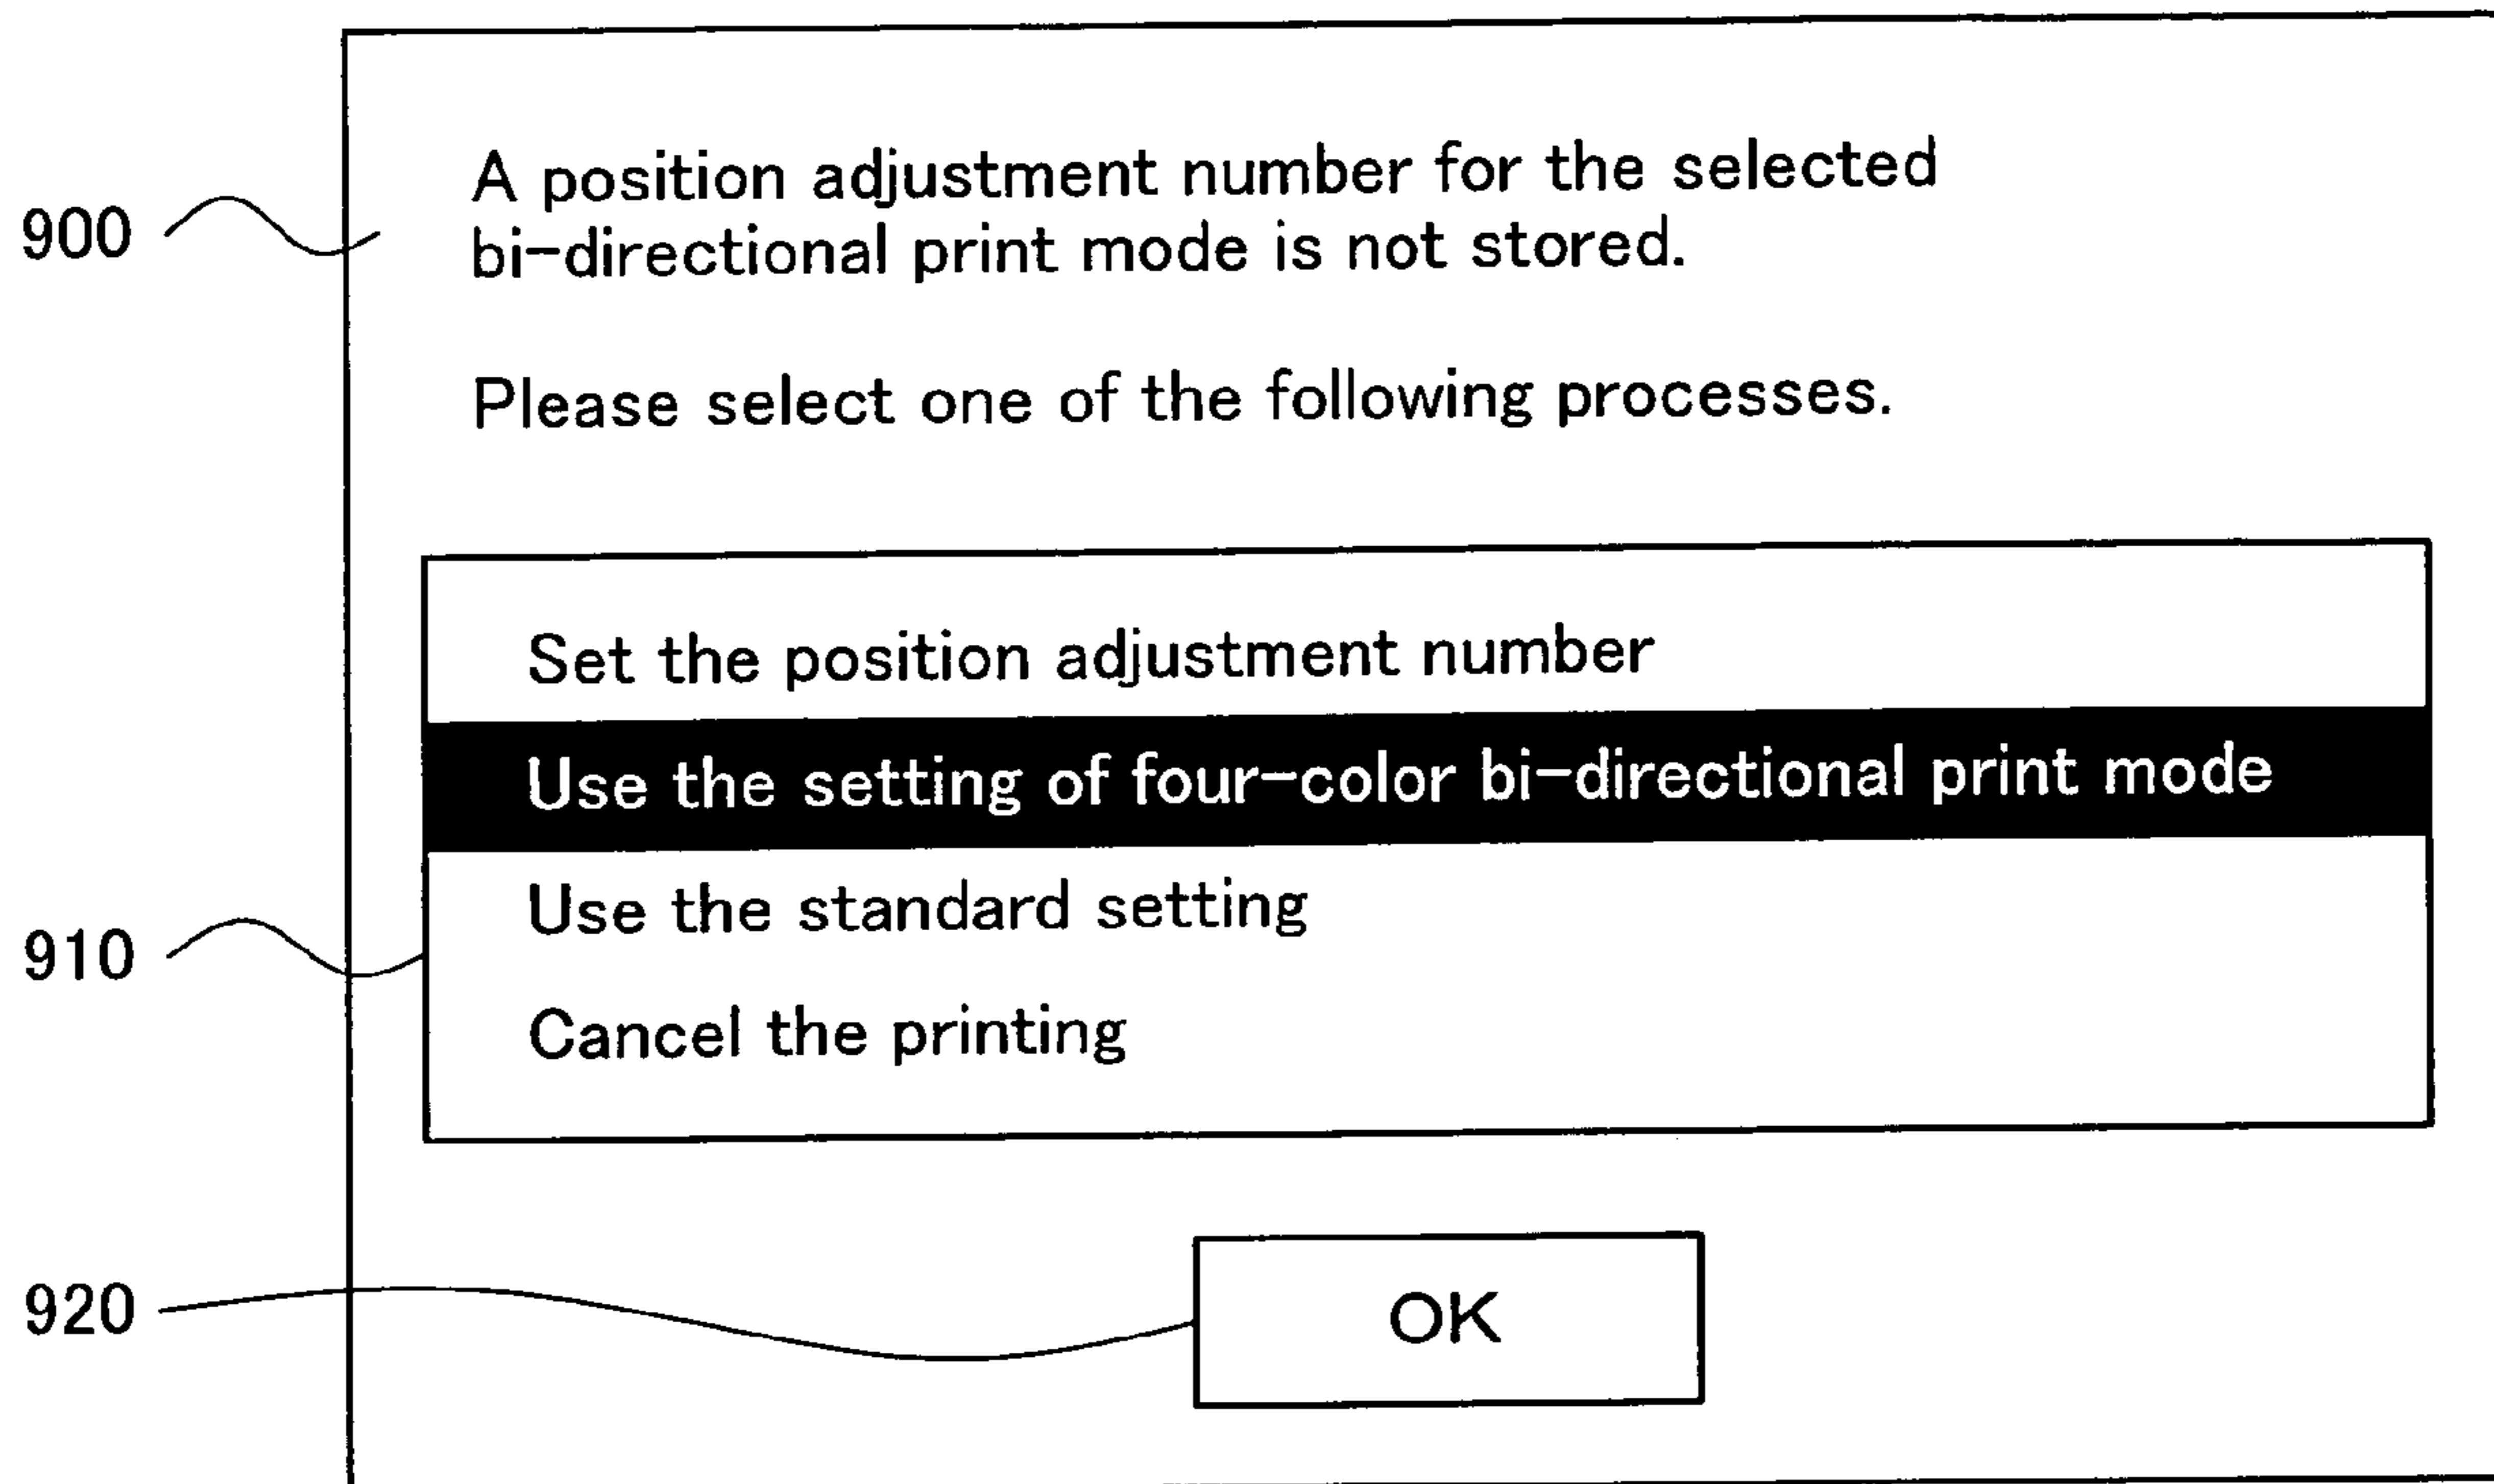 900
A position adjustment number for the selected
bi-directional print mode is not stored.
Please select one of the following processes.
Set the position adjustment number
Use the setting of four-color bi-directional print mode
Use the standard setting
910
Cancel the printing
920
OK